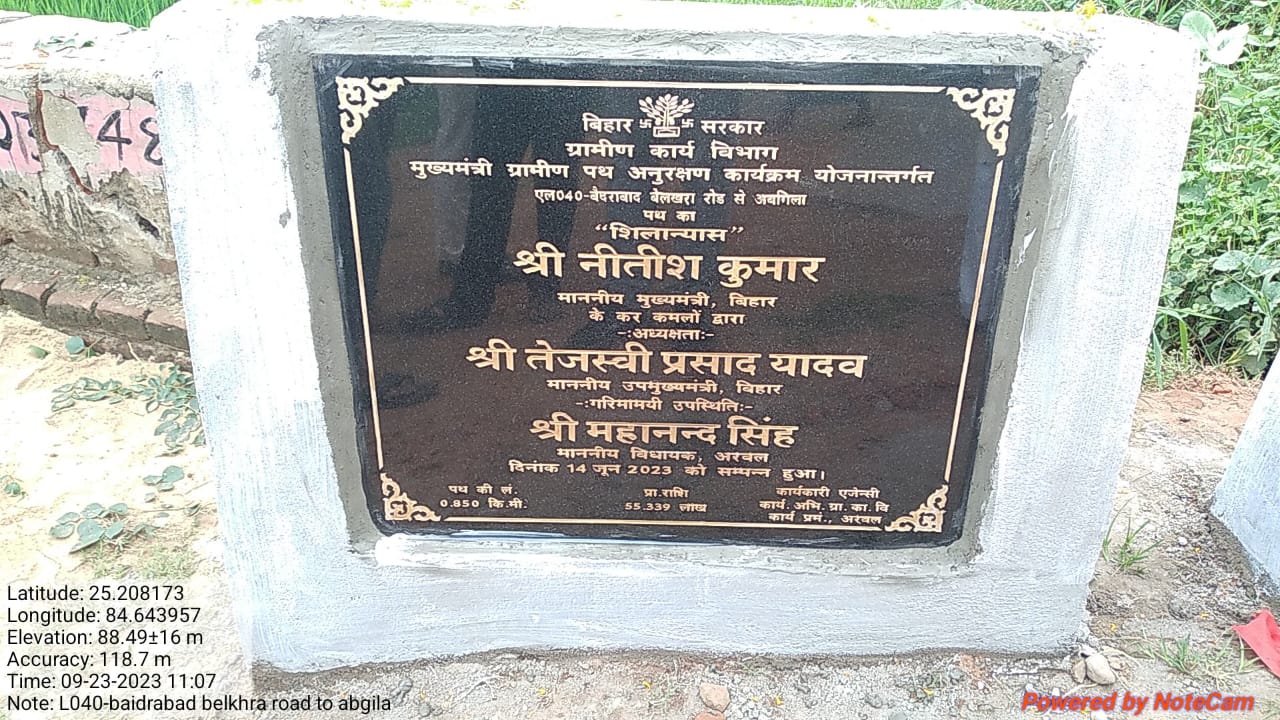 बिहार सरकार
ग्रामीण कार्य विभाग
मुख्यमंत्री ग्रामीण पथ अनुरक्षण कार्यक्रम योजनान्तर्गत
एल040-बैदराबाद बेलखरा रोड से अबगिला
पथ का
“शिलान्यास”
श्री नीतीश कुमार
माननीय मुख्यमंत्री, बिहार
के कर कमलों द्वारा
-:अध्यक्षता:-
श्री तेजस्वी प्रसाद यादव
माननीय उपमुख्यमंत्री, बिहार
-:गरिमामयी उपस्थिति:-
श्री महानन्द सिंह
माननीय विधायक, अरवल
दिनांक 14 जून 2023 को सम्पन्न हुआ।
पथ की लं. प्रा.राशि कार्यकारी एजेन्सी
0.850 कि.मी. 55.339 लाख कार्य. अभि. ग्रा. का. वि
कार्य प्रमं., अरवल
Latitude: 25.208173
Longitude: 84.643957
Elevation: 88.49±16 m
Accuracy: 118.7 m
Time: 09-23-2023 11:07
Note: L040-baidrabad belkhra road to abgila
Powered by NoteCam